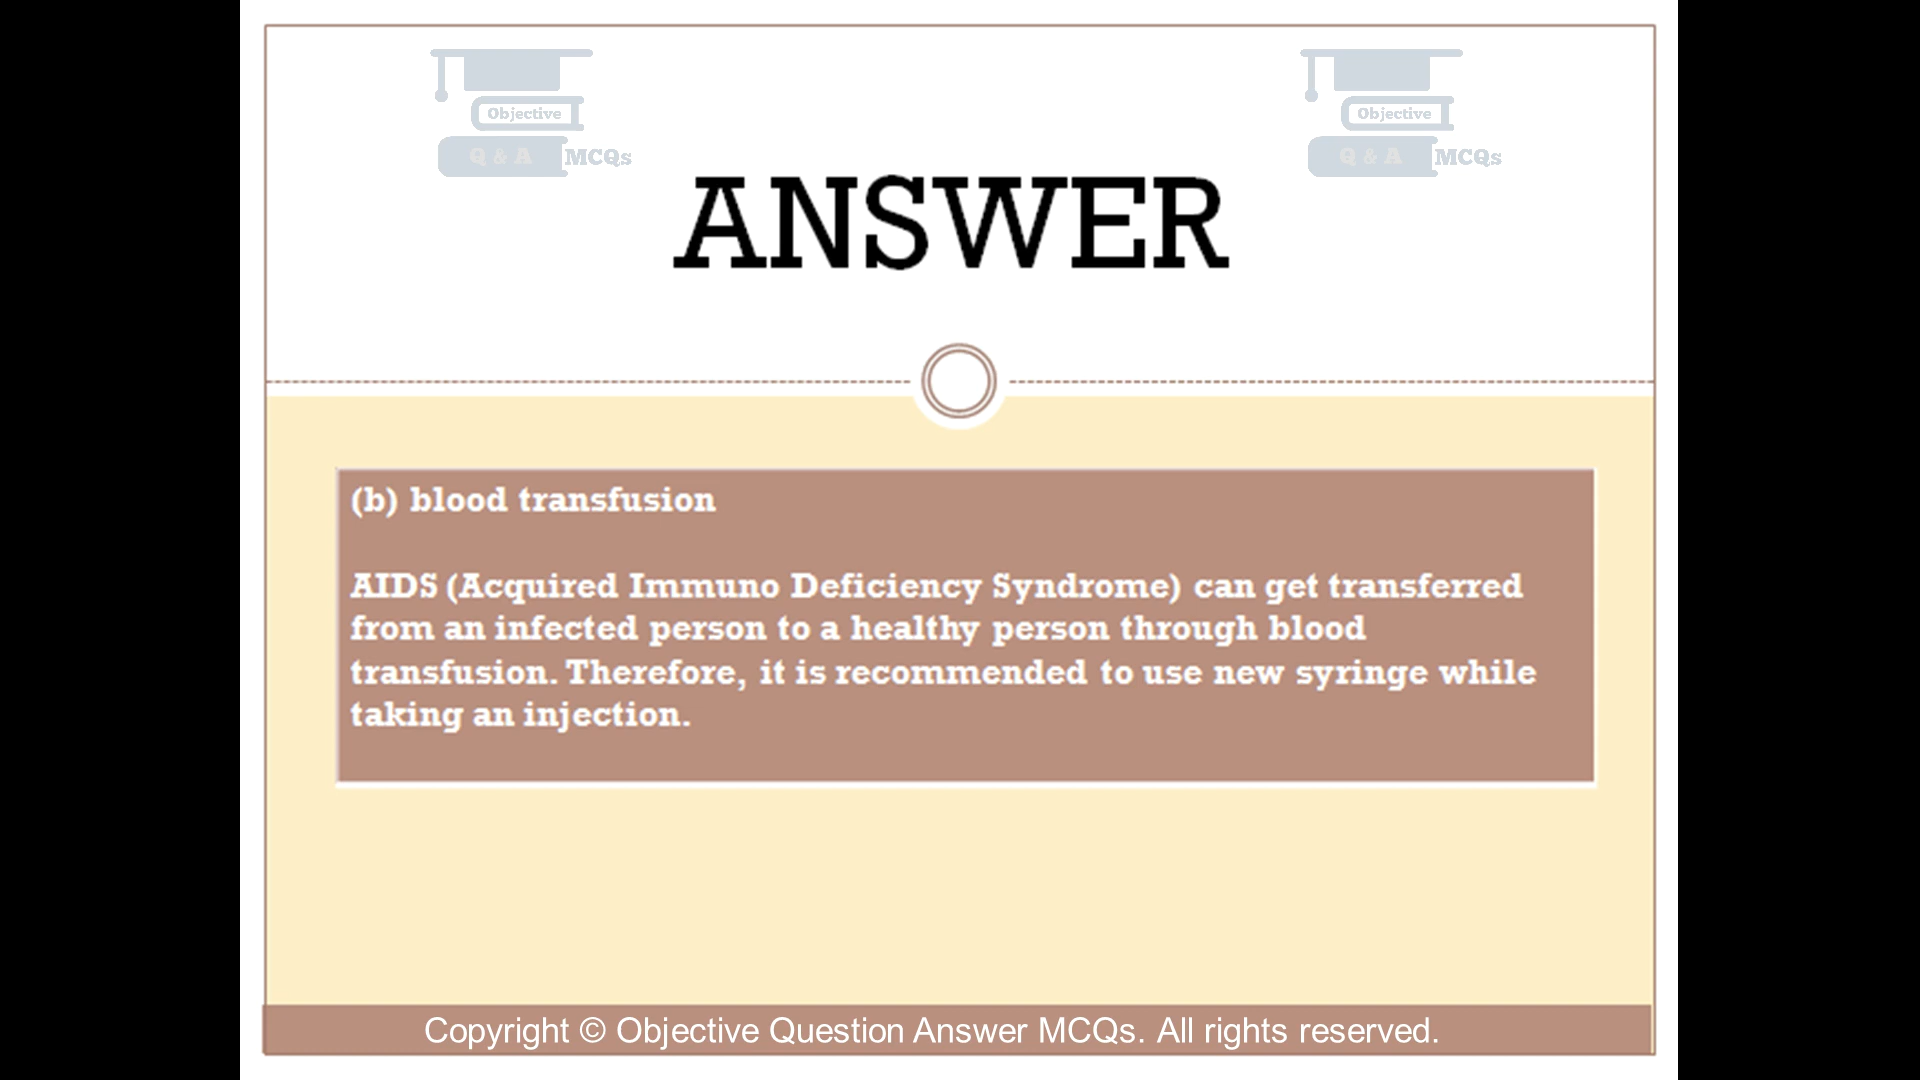 Objective
Q & A MCQs
Objective
Q & A MCQs
ANSWER
(b) blood transfusion
AIDS (Acquired Immuno Deficiency Syndrome) can get transferred
from an infected person to a healthy person through blood
transfusion. Therefore, it is recommended to use new syringe while
taking an injection.
Copyright © Objective Question Answer MCQs. All rights reserved.